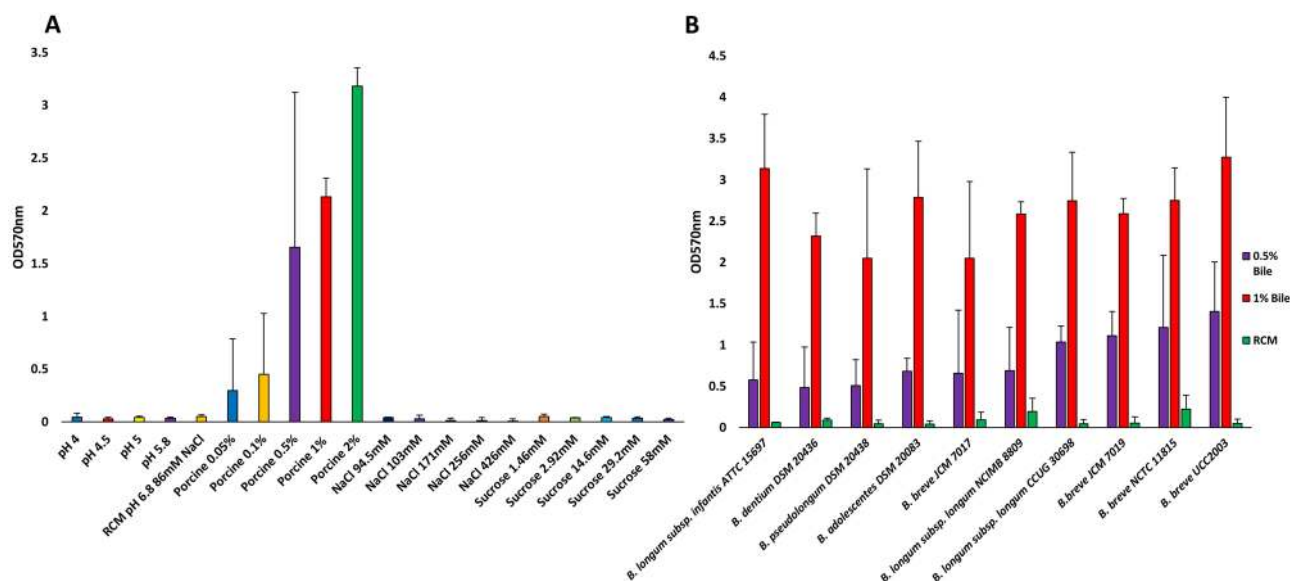 A
OD570nm
3.5
3
2.5
2
1.5
1
0.5
0
pH 4
pH 4.5
pH 5
pH 5.8
RCM pH 6.8 86mM NaCl
Porcine 0.05%
Porcine 0.1%
Porcine 0.5%
Porcine 1%
Porcine 2%
NaCl 94.5mM
NaCl 103mM
NaCl 171mM
NaCl 256mM
NaCl 426mM
Sucrose 1.46mM
Sucrose 2.92mM
Sucrose 14.6mM
Sucrose 29.2mM
Sucrose 58mM
B
OD570nm
4.5
4
3.5
3
2.5
2
1.5
1
0.5
0
B. longum subsp. infantis ATTC 15697
B. dentium DSM 20436
B. pseudolongum DSM 20438
B. adolescentes DSM 20083
B. breve JCM 7017
B. longum subsp. longum NCIMB 8809
B. longum subsp. longum CCUG 30698
B.breve JCM 7019
B. breve NCTC 11815
B. breve UCC2003
0.5%
Bile
1% Bile
RCM